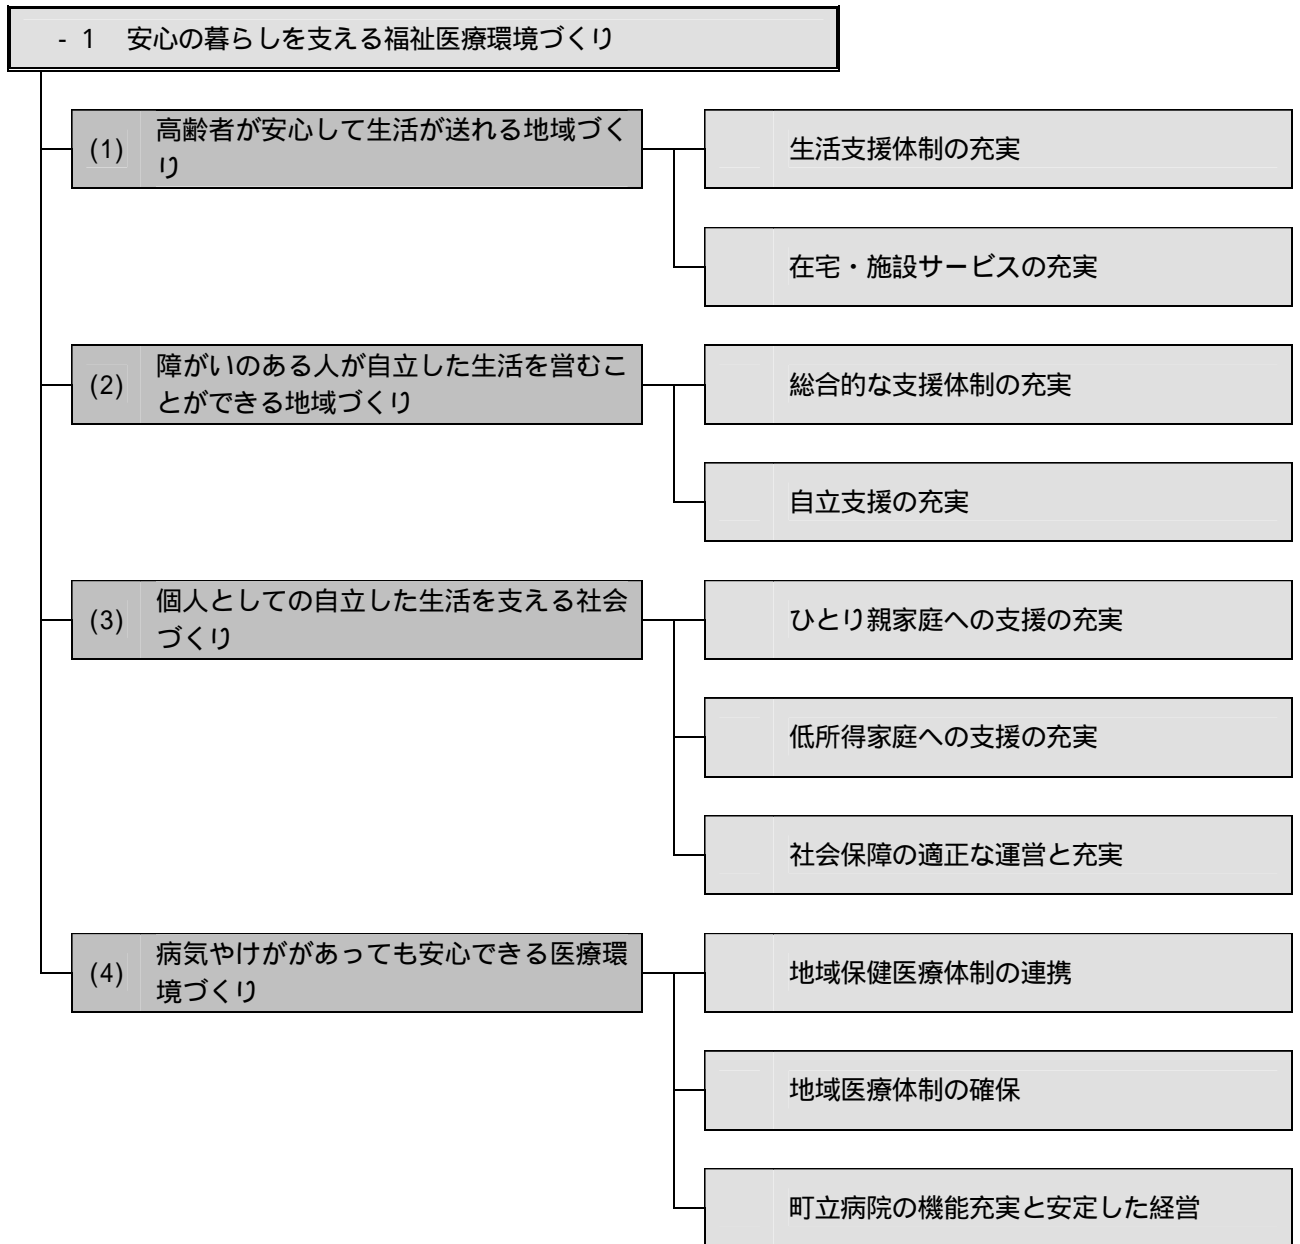 - 1 安心の暮らしを支える福祉医療環境づくり
(1) 高齢者が安心して生活が送れる地域づく
り
生活支援体制の充実
在宅・施設サービスの充実
(2) 障がいのある人が自立した生活を営むこ
とができる地域づくり
総合的な支援体制の充実
自立支援の充実
(3) 個人としての自立した生活を支える社会
づくり
ひとり親家庭への支援の充実
低所得家庭への支援の充実
社会保障の適正な運営と充実
(4) 病気やけががあっても安心できる医療環
境づくり
地域保健医療体制の連携
地域医療体制の確保
町立病院の機能充実と安定した経営